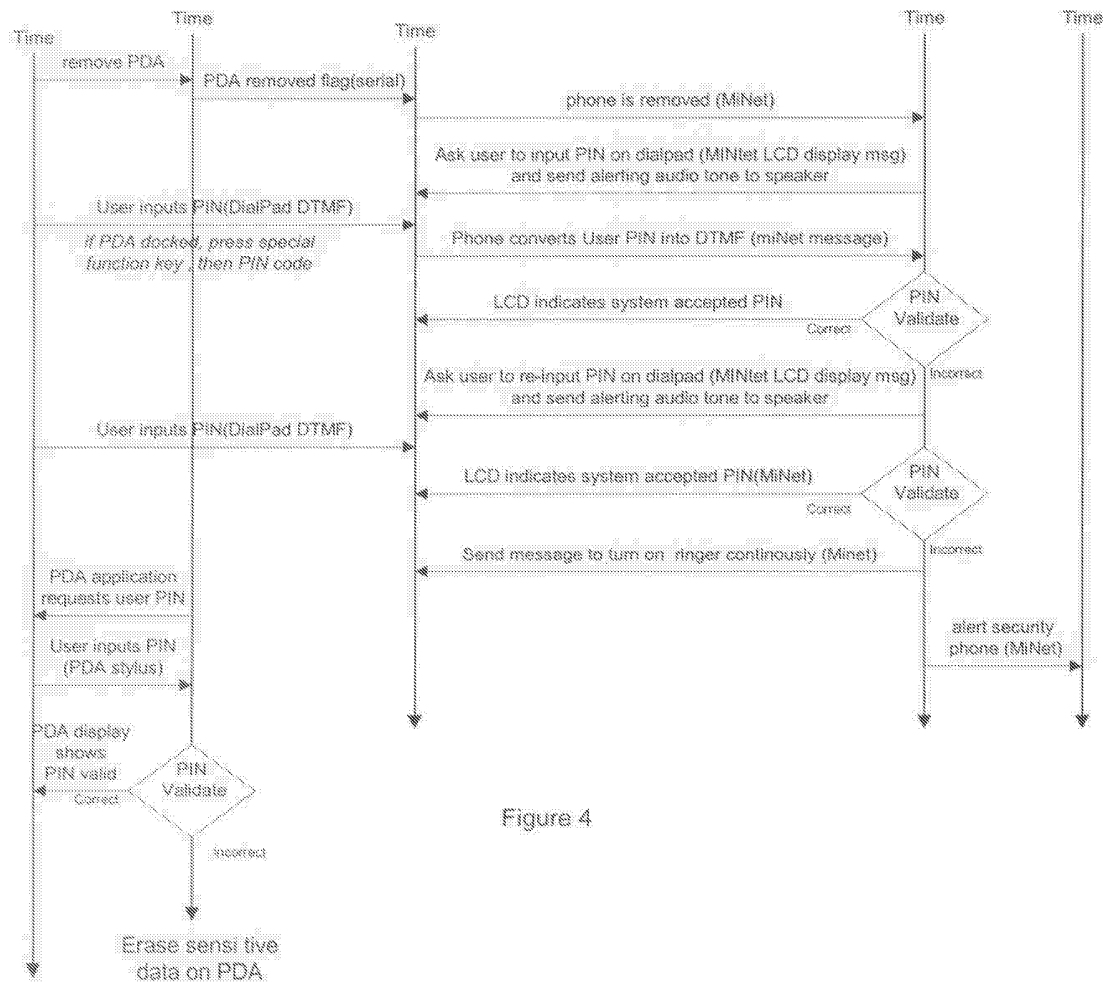 Time
Time
Time
Time
Time
remove PDA
PDA removed flag(serial)
phone is removed (MiNet)
Ask user to input PIN on dialpad (MINtet LCD display msg)
and send alerting audio tone to speaker
User inputs PIN(DialPad DTMF)
if PDA docked, press special
function key , then PIN code
Phone converts User PIN into DTMF (miNet message)
PIN
Validate
LCD indicates system accepted PIN
Correct
Incorrect
Ask user to re-input PIN on dialpad (MINtet LCD display msg)
and send alerting audio tone to speaker
User inputs PIN(DialPad DTMF)
PIN
Validate
LCD indicates system accepted PIN(MiNet)
Correct
Incorrect
Send message to turn on ringer continously (Minet)
PDA application
requests user PIN
alert security
phone (MiNet)
User inputs PIN
(PDA stylus)
PDA display
shows
PIN valid
Correct
PIN
Validate
Incorrect
Erase sensi tive
data on PDA
Figure 4